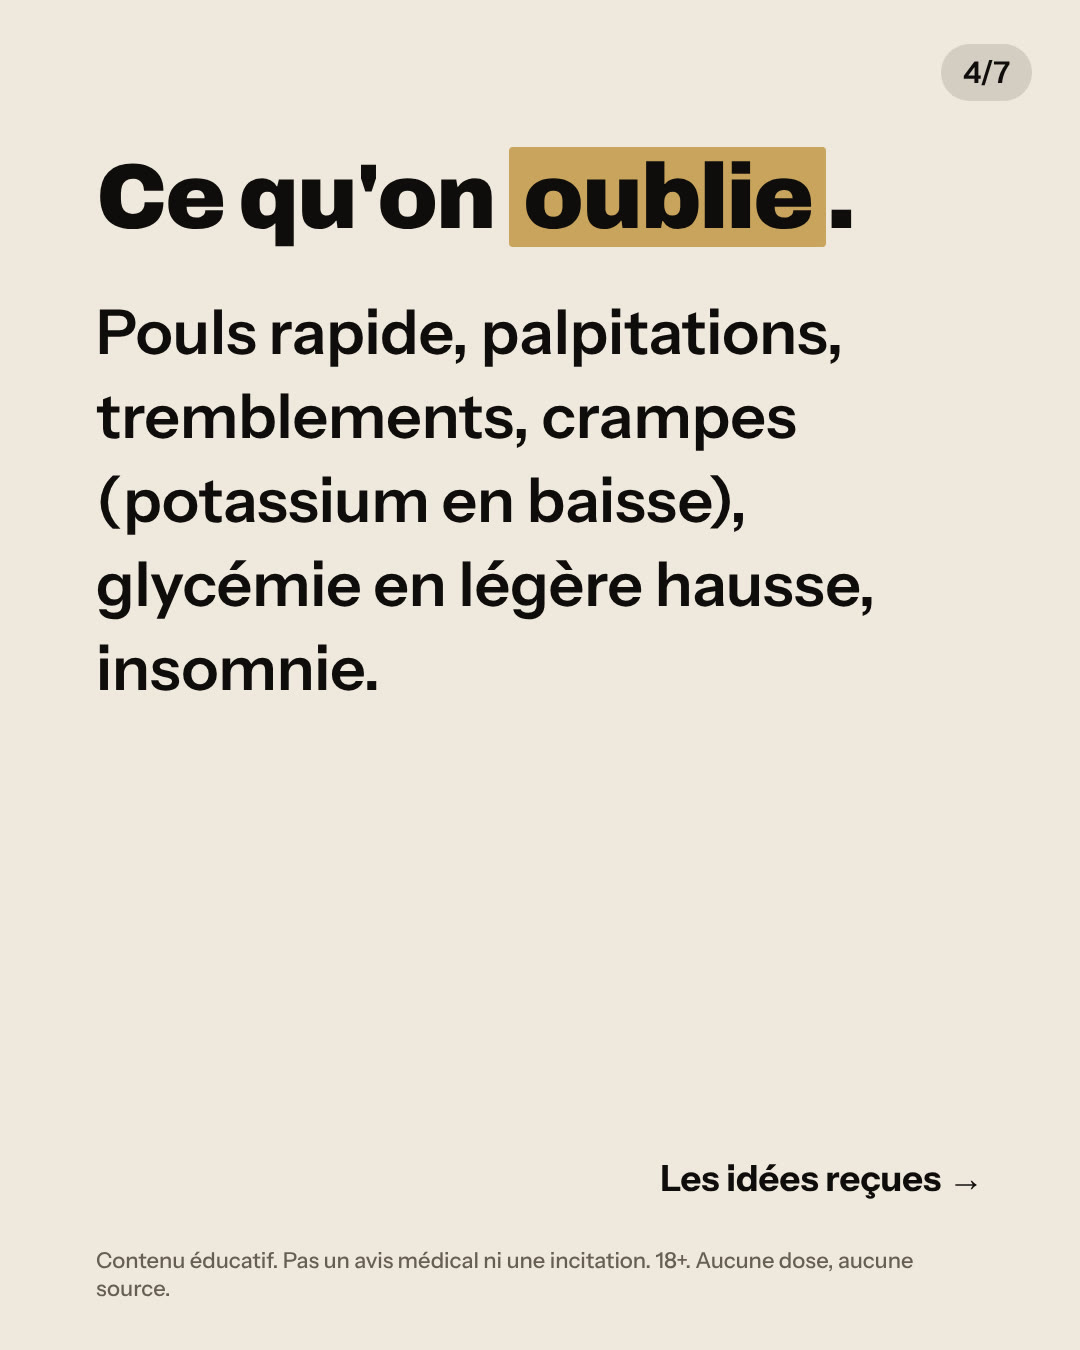 4/7
Ce qu'on oublie.
Pouls rapide, palpitations,
tremblements, crampes
(potassium en baisse),
glycémie en légère hausse,
insomnie.
Les idées reçues →
Contenu éducatif. Pas un avis médical ni une incitation. 18+. Aucune dose, aucune
source.